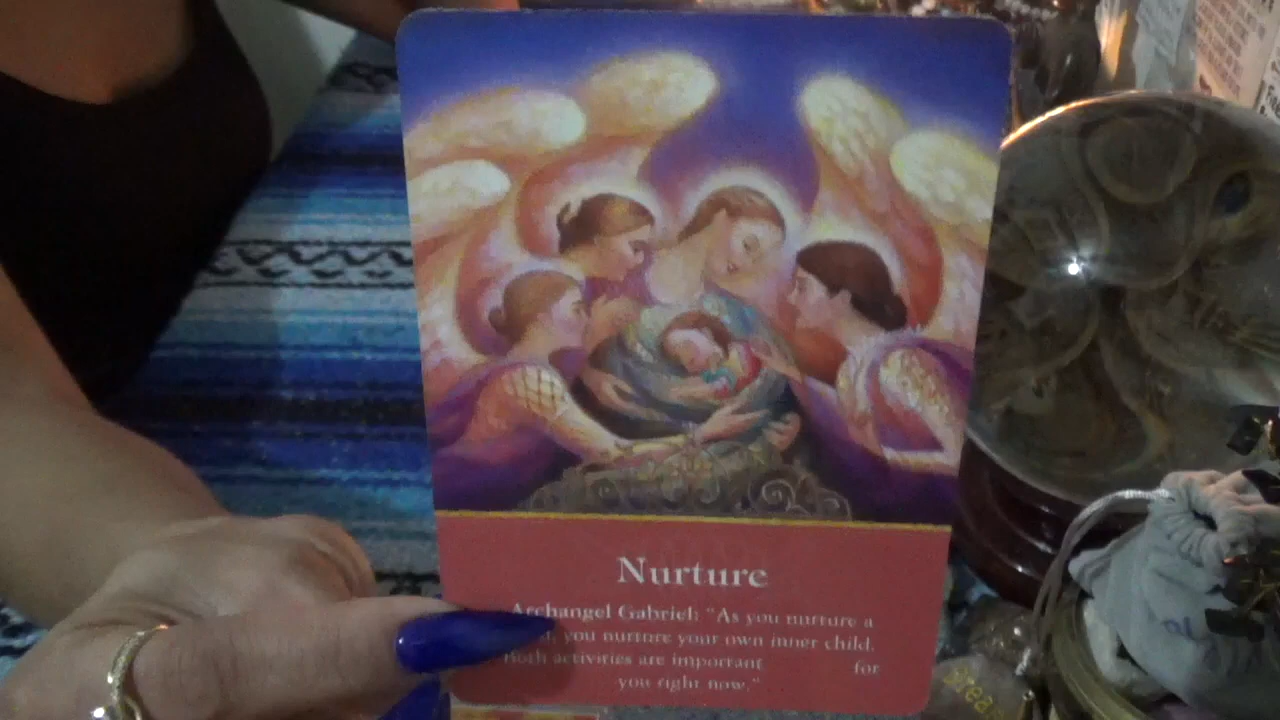 Nurture
Archangel Gabriel: "As you nurture a
you nurture your own inner child.
Both activities are important for
you right now."